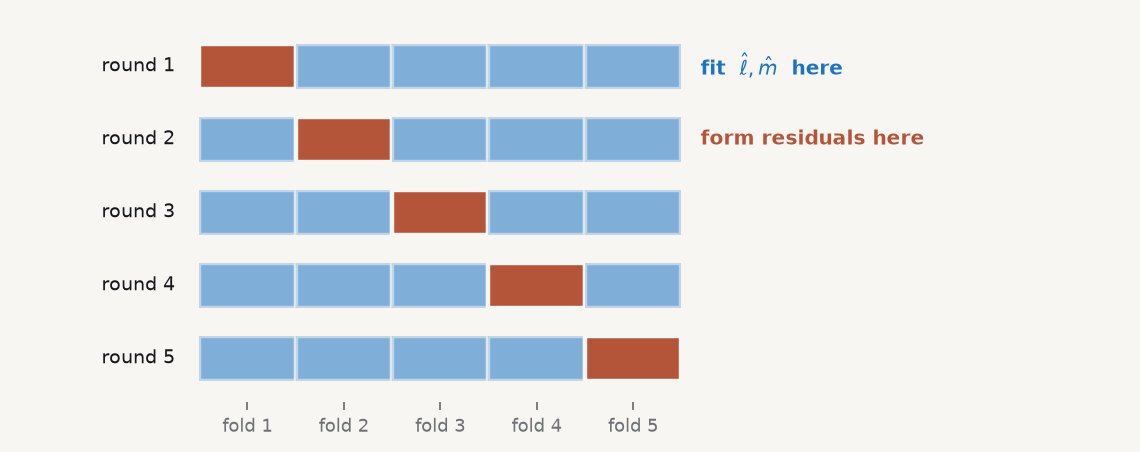 round 1
fit ℓ̂, m̂ here
round 2
form residuals here
round 3
round 4
round 5
fold 1 fold 2 fold 3 fold 4 fold 5